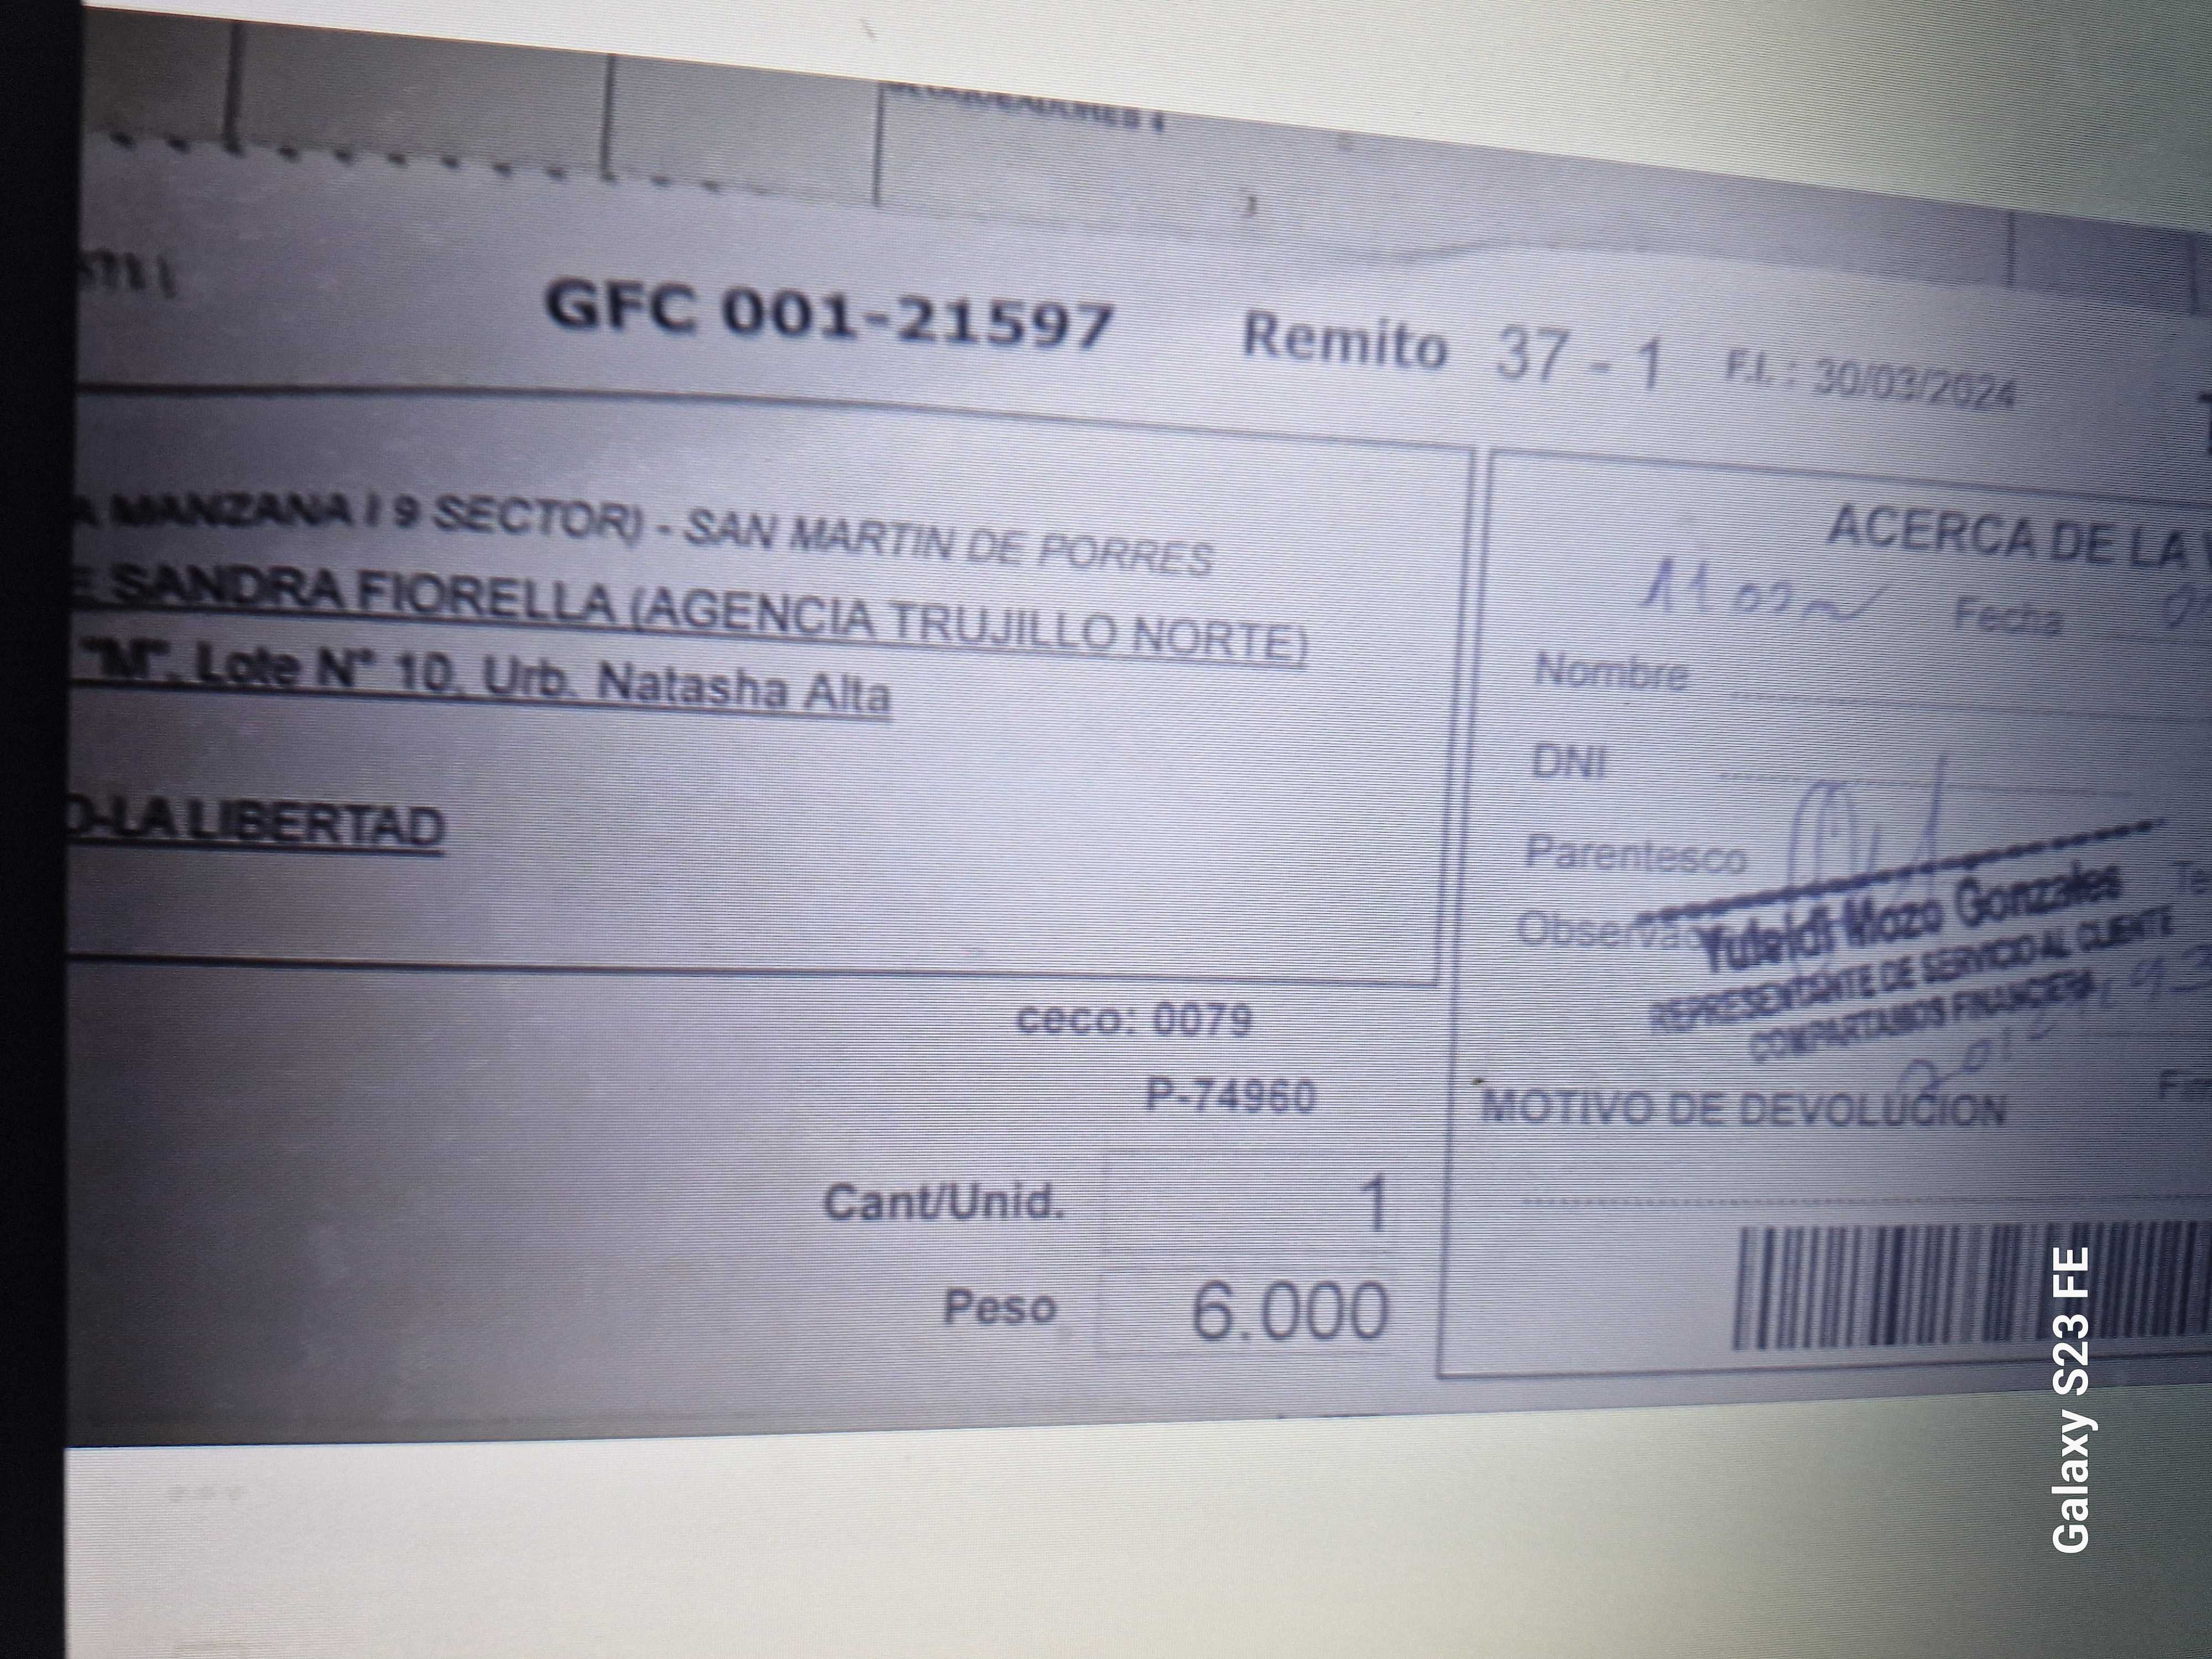 GFC 001-21597 Remito 37 - 1 F.I. : 30/03/2024
MANZANA I 9 SECTOR) - SAN MARTIN DE PORRES
SANDRA FIORELLA (AGENCIA TRUJILLO NORTE)
"M", Lote N° 10, Urb. Natasha Alta
O-LA LIBERTAD
ceco: 0079
P-74960
Cant/Unid. 1
Peso 6.000
ACERCA DE LA
Fecha
Nombre
DNI
Parentesco
Mozo Gonzales
REPRESENTANTE DE SERVICIO AL CLIENTE
COMPARTAMOS FINANCIERA
MOTIVO DE DEVOLUCION
Galaxy S23 FE